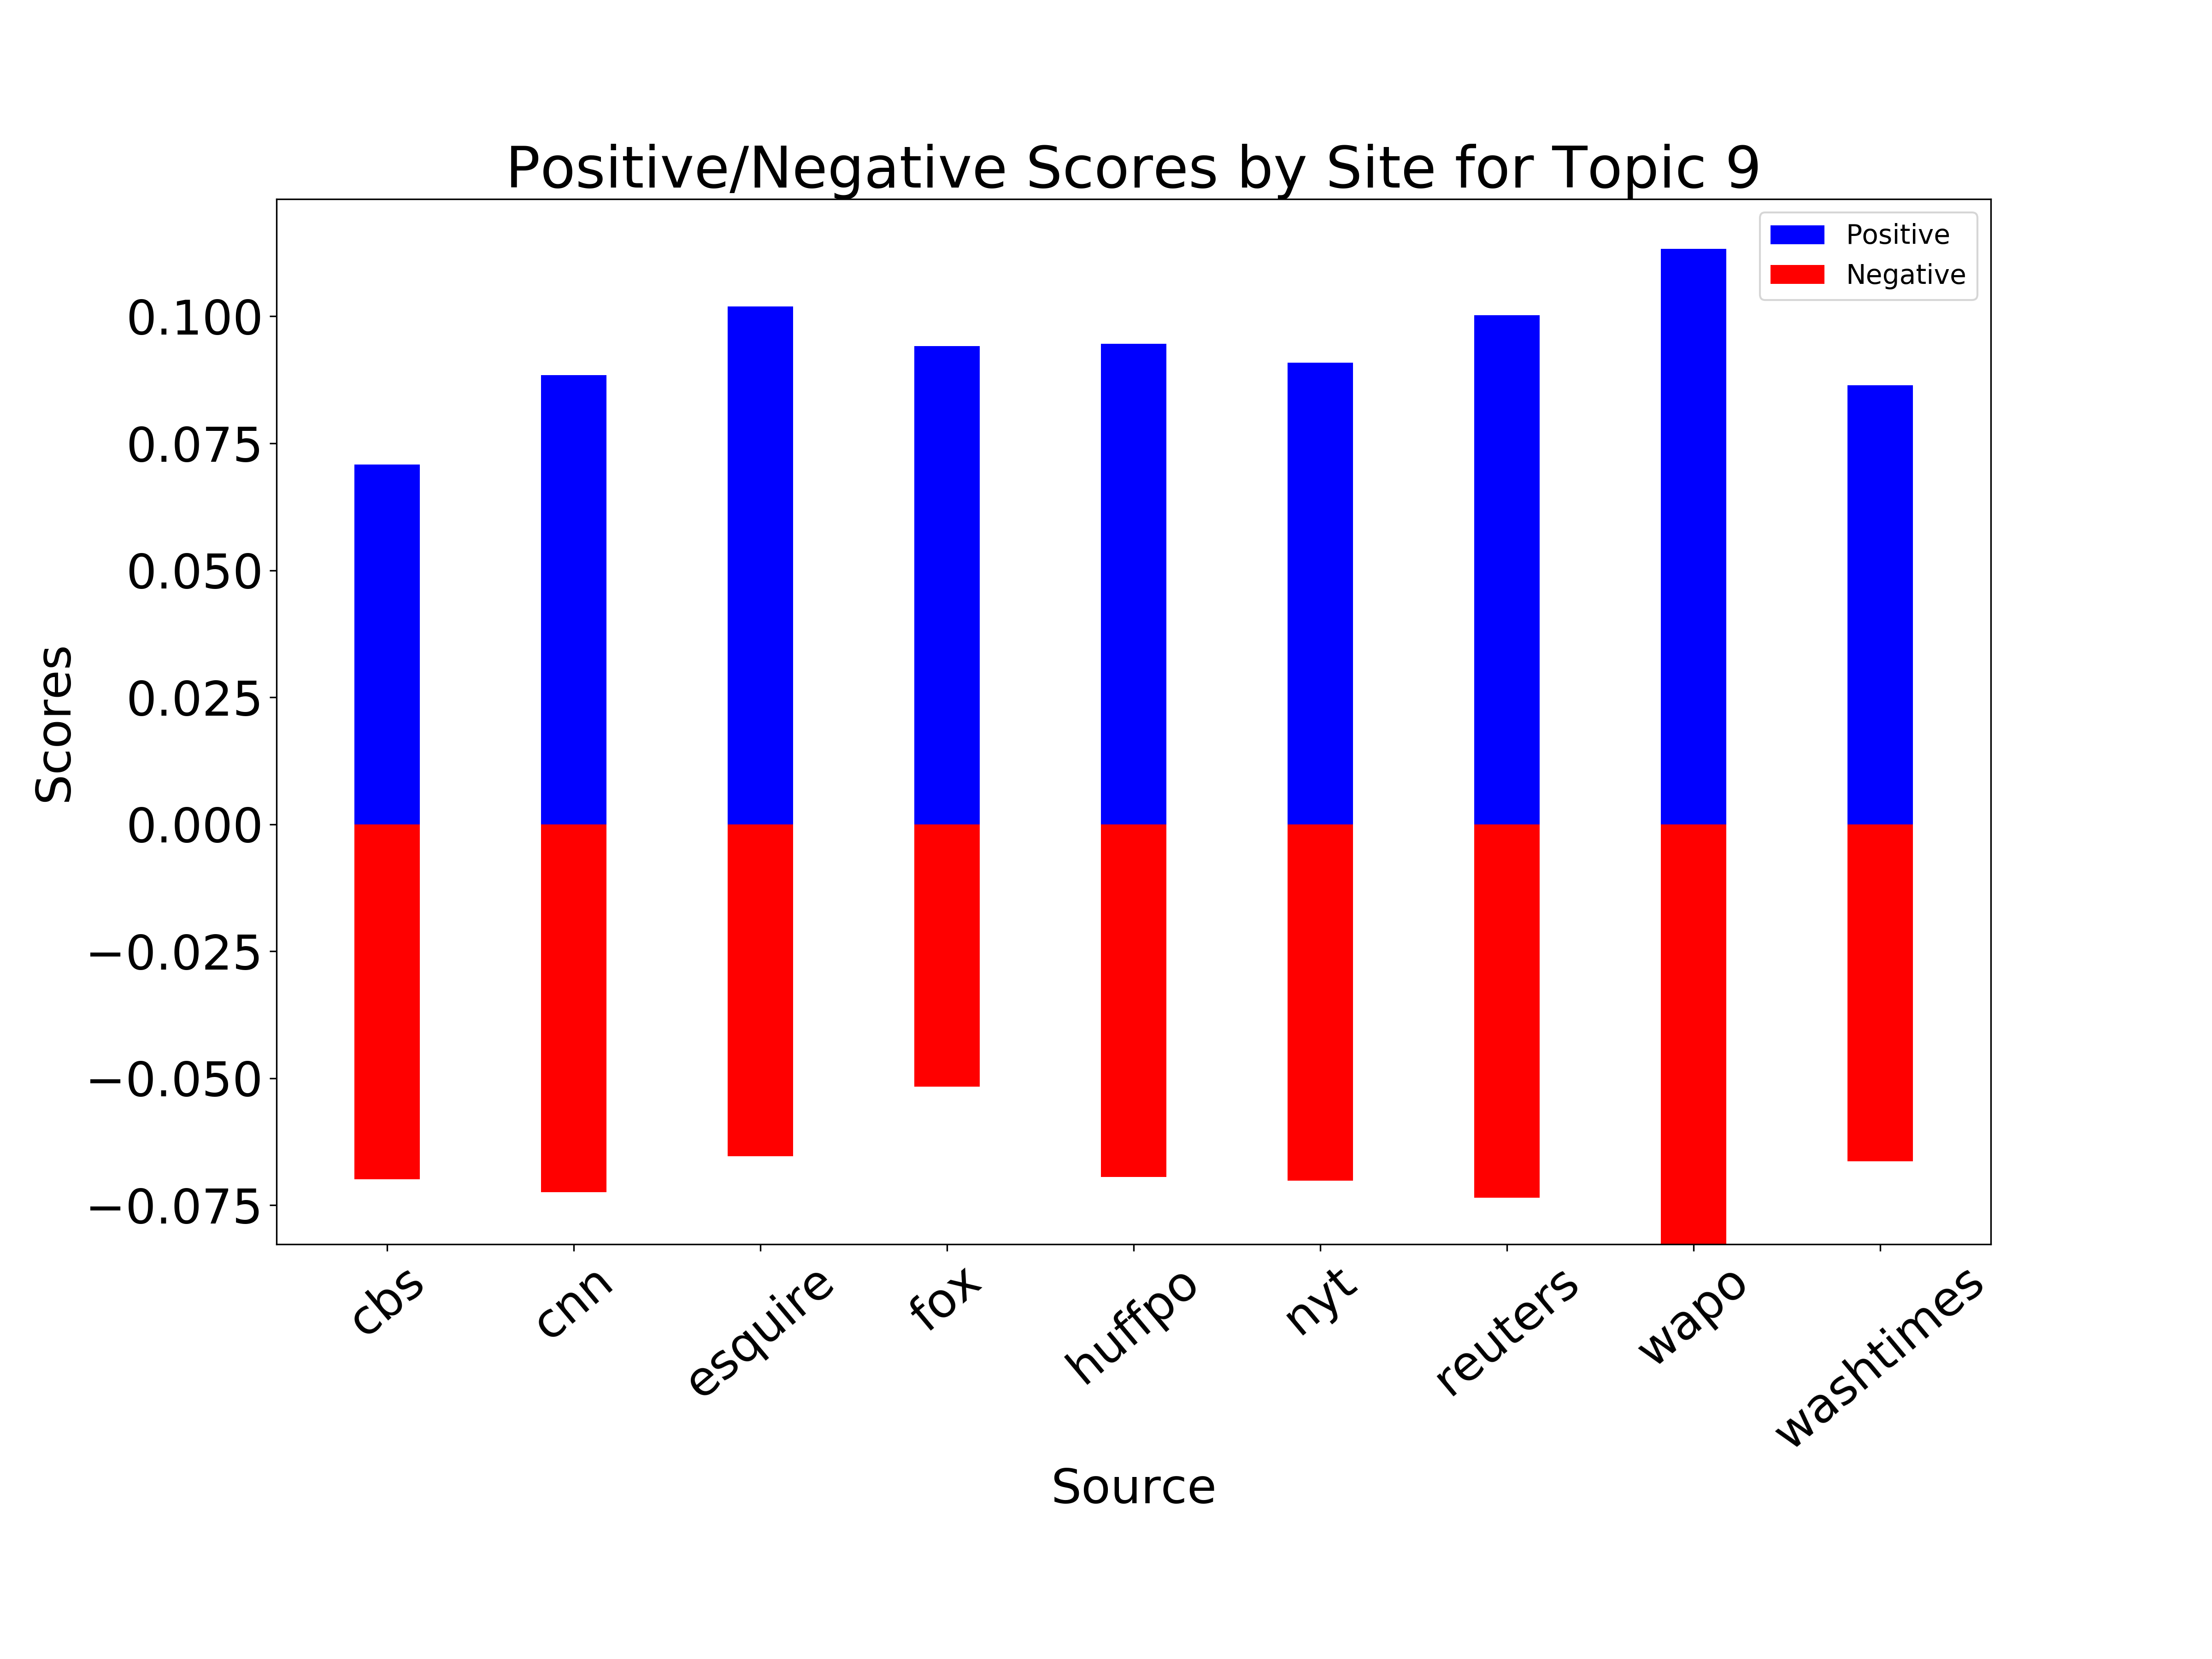 Positive/Negative Scores by Site for Topic 9
Positive
Negative
0.100
0.075
0.050
0.025
0.000
−0.025
−0.050
−0.075
Scores
cbs
cnn
esquire
fox
huffpo
nyt
reuters
wapo
washtimes
Source